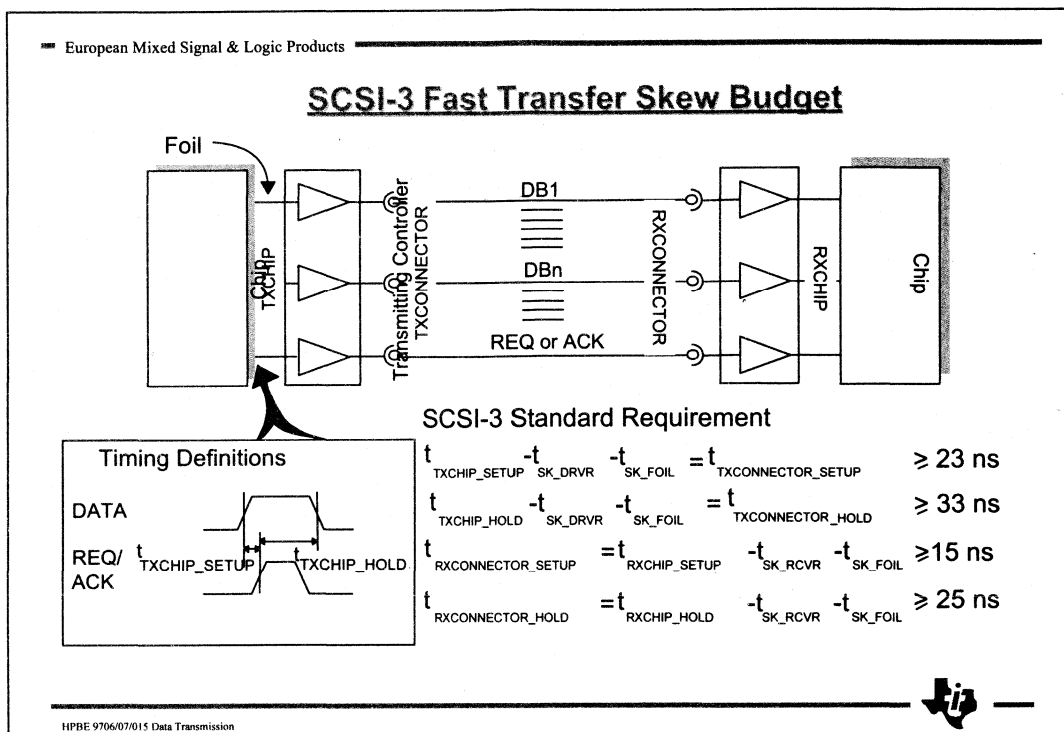 European Mixed Signal & Logic Products
SCSI-3 Fast Transfer Skew Budget
Foil
Chip
TXCHIP
Transmitting Controller
TXCONNECTOR
DB1
DBn
REQ or ACK
RXCONNECTOR
RXCHIP
Chip
Timing Definitions
DATA
REQ/
ACK
tTXCHIP_SETUP
tTXCHIP_HOLD
SCSI-3 Standard Requirement
tTXCHIP_SETUP -tSK_DRVR -tSK_FOIL =tTXCONNECTOR_SETUP ≥ 23 ns
tTXCHIP_HOLD -tSK_DRVR -tSK_FOIL =tTXCONNECTOR_HOLD ≥ 33 ns
tRXCONNECTOR_SETUP =tRXCHIP_SETUP -tSK_RCVR -tSK_FOIL ≥15 ns
tRXCONNECTOR_HOLD =tRXCHIP_HOLD -tSK_RCVR -tSK_FOIL ≥ 25 ns
HPBE 9706/07/015 Data Transmission
ti